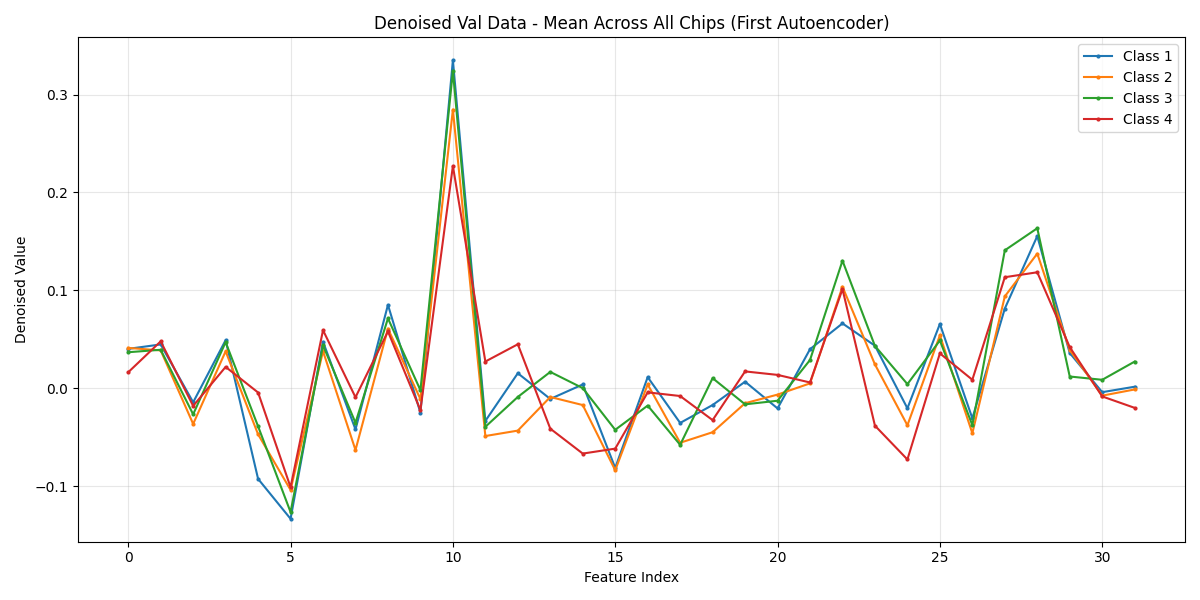 Denoised Val Data - Mean Across All Chips (First Autoencoder)
Class 1
Class 2
Class 3
Class 4
Denoised Value
0.3
0.2
0.1
0.0
−0.1
0 5 10 15 20 25 30
Feature Index